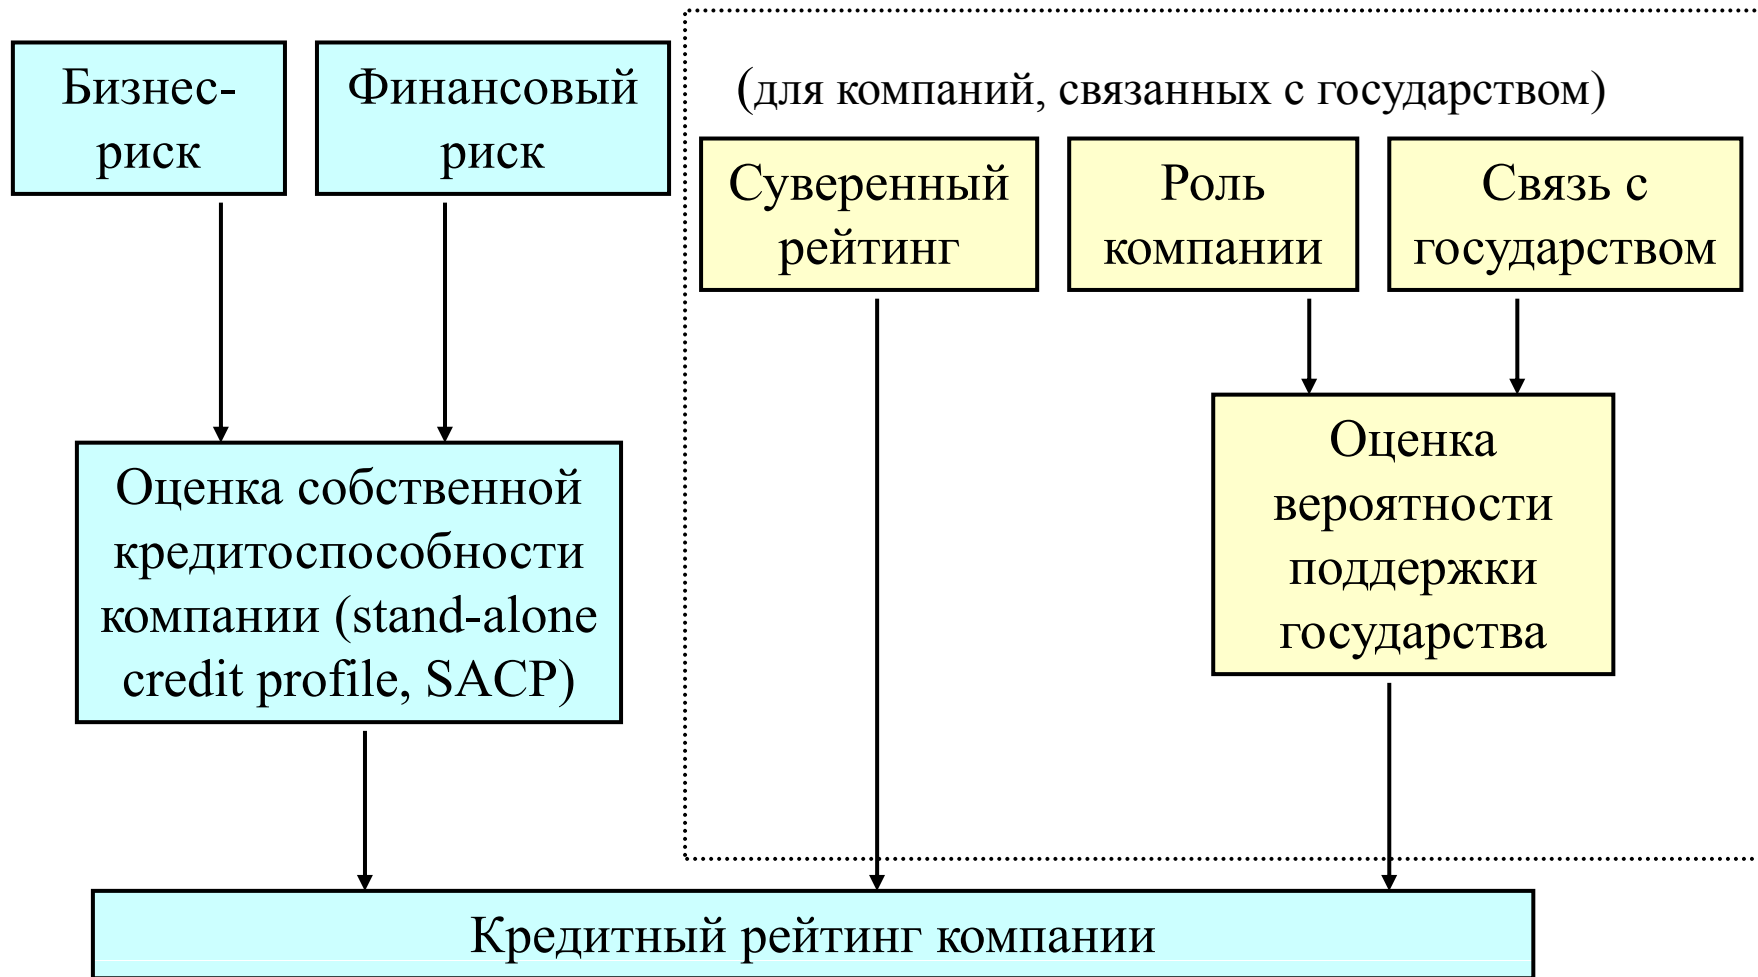 Бизнес-
риск
Финансовый
риск
(для компаний, связанных с государством)
Суверенный
рейтинг
Роль
компании
Связь с
государством
Оценка собственной
кредитоспособности
компании (stand-alone
credit profile, SACP)
Оценка
вероятности
поддержки
государства
Кредитный рейтинг компании